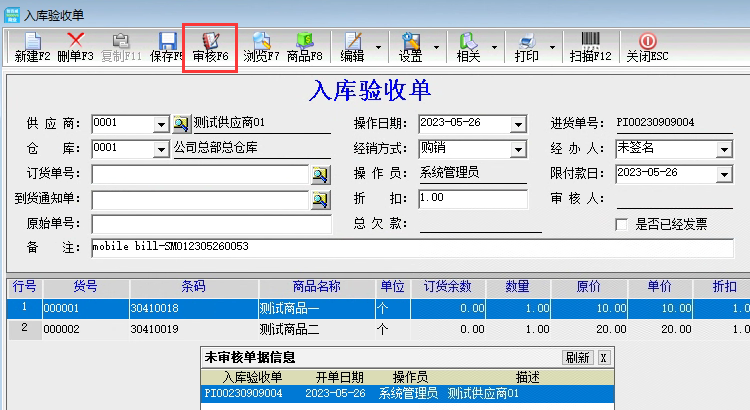 入库验收单
新建F2 删单F3 复制F11 保存F5 审核F6 浏览F7 商品F8 编辑 设置 相关 打印 扫描F12 关闭ESC
入库验收单
供 应 商: 0001 测试供应商01 操作日期: 2023-05-26 进货单号: PI00230909004
仓 库: 0001 公司总部总仓库 经销方式: 购销 经 办 人: 未签名
订货单号: 操 作 员: 系统管理员 限付款日: 2023-05-26
到货通知单: 折 扣: 1.00 审 核 人:
原始单号: 总 欠 款: 是否已经发票
备 注: mobile bill-SM012305260053
行号 货号 条码 商品名称 单位 订货余数 数量 原价 单价 折扣
1 000001 30410018 测试商品一 个 0.00 1.00 10.00 10.00 1.0
2 000002 30410019 测试商品二 个 0.00 1.00 20.00 20.00 1.0
未审核单据信息 刷新 X
入库验收单 开单日期 操作员 描述
PI00230909004 2023-05-26 系统管理员 测试供应商01